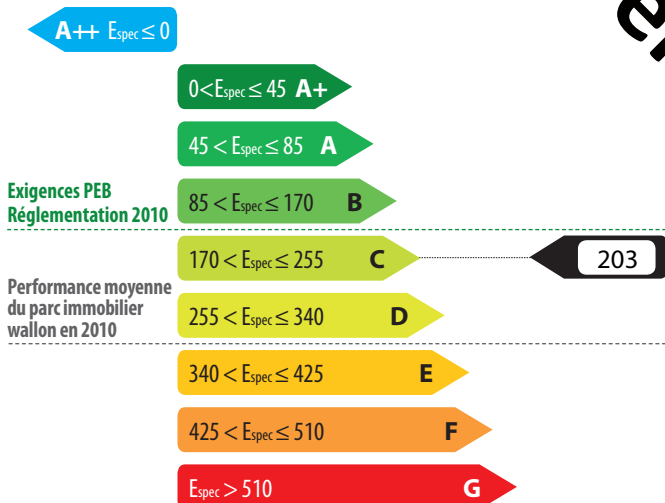 A++ Espec ≤ 0
0<Espec ≤ 45 A+
45 < Espec ≤ 85 A
Exigences PEB
Réglementation 2010
85 < Espec ≤ 170 B
170 < Espec ≤ 255 C
203
Performance moyenne
du parc immobilier
wallon en 2010
255 < Espec ≤ 340 D
340 < Espec ≤ 425 E
425 < Espec ≤ 510 F
Espec > 510 G